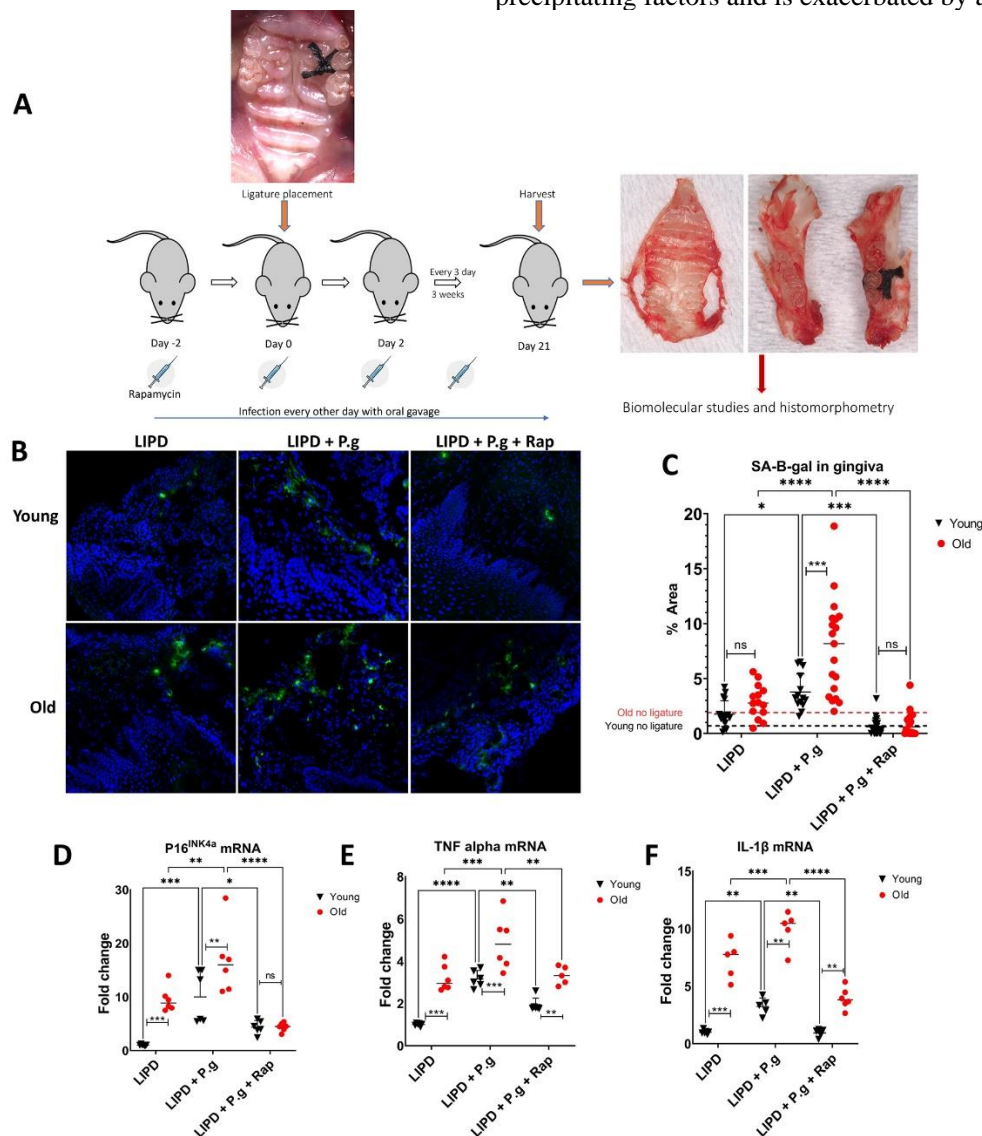 precipitating factors and is exacerbated by a
A
Ligature placement
Harvest
Every 3 day
3 weeks
Day -2
Day 0
Day 2
Day 21
Rapamycin
Infection every other day with oral gavage
Biomolecular studies and histomorphometry
B
LIPD
LIPD + P.g
LIPD + P.g + Rap
Young
Old
C
SA-B-gal in gingiva
****
****
*
***
Young
Old
***
ns
ns
% Area
20
15
10
5
0
Old no ligature
Young no ligature
LIPD
LIPD + P.g
LIPD + P.g + Rap
D
P16INK4a mRNA
**
****
***
*
Young
Old
**
ns
***
Fold change
30
20
10
0
LIPD
LIPD + P.g
LIPD + P.g + Rap
E
TNF alpha mRNA
***
**
****
**
Young
Old
***
***
**
Fold change
8
6
4
2
0
LIPD
LIPD + P.g
LIPD + P.g + Rap
F
IL-1β mRNA
***
****
**
**
Young
Old
**
**
***
Fold change
15
10
5
0
LIPD
LIPD + P.g
LIPD + P.g + Rap